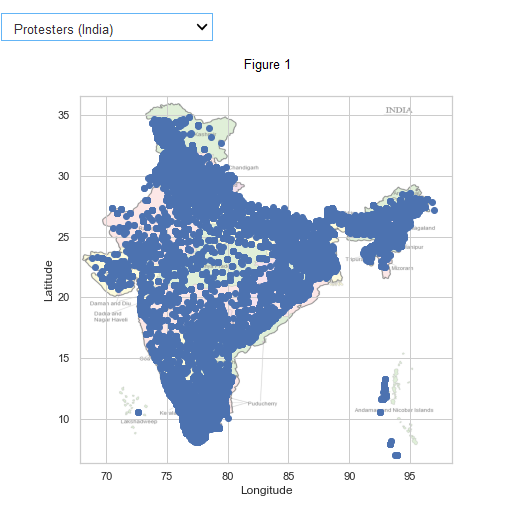 Protesters (India)
Figure 1
35
INDIA
Kashmir
Chandigarh
30
Nagaland
25
Manipur
Tripura
Mizoram
Latitude
20
Daman and Diu
Dadra and
Nagar Haveli
15
Goa
Puducherry
Andaman and Nicobar Islands
10
Lakshadweep
Kerala
70
75
80
85
90
95
Longitude